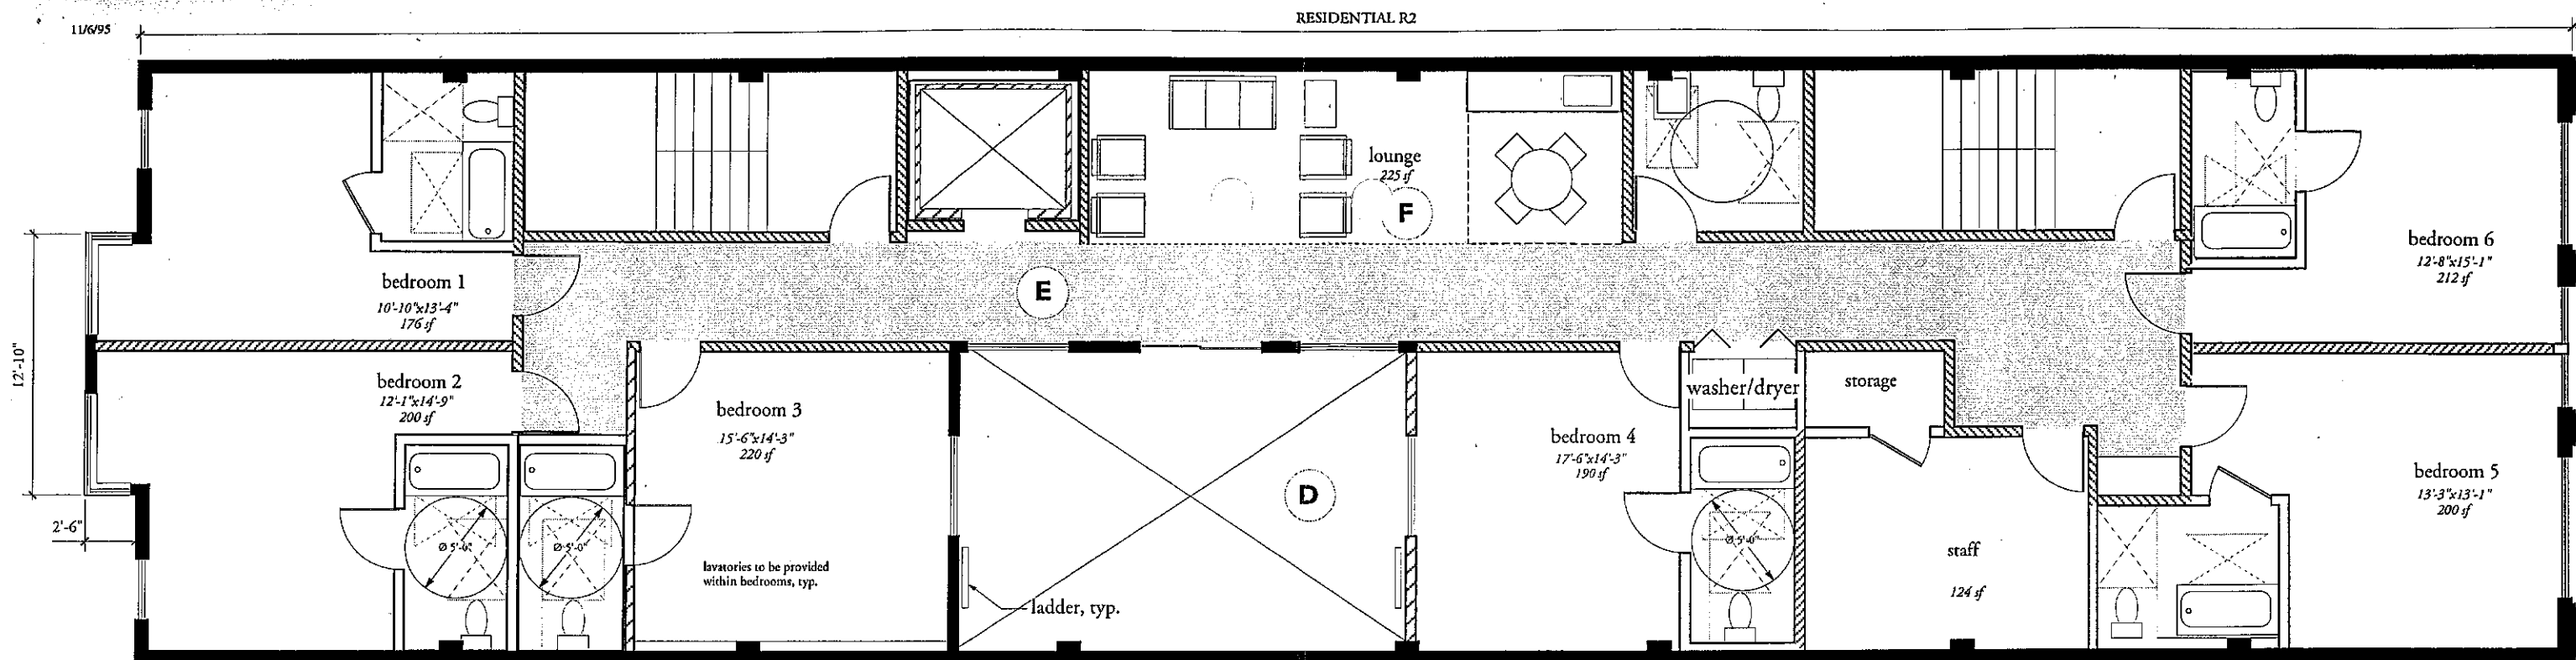 RESIDENTIAL R2
11/6/95
lounge
225 sf
F
bedroom 6
12'-8"x15'-1"
212 sf
bedroom 1
10'-10"x13'-4"
176 sf
E
12'-10"
bedroom 2
12'-1"x14'-9"
200 sf
washer/dryer
storage
bedroom 3
15'-6"x14'-3"
220 sf
bedroom 4
17'-6"x14'-3"
190 sf
D
bedroom 5
13'-3"x13'-1"
200 sf
2'-6"
Ø 5'-0"
Ø 5'-0"
Ø 5'-0"
staff
124 sf
lavatories to be provided
within bedrooms, typ.
ladder, typ.